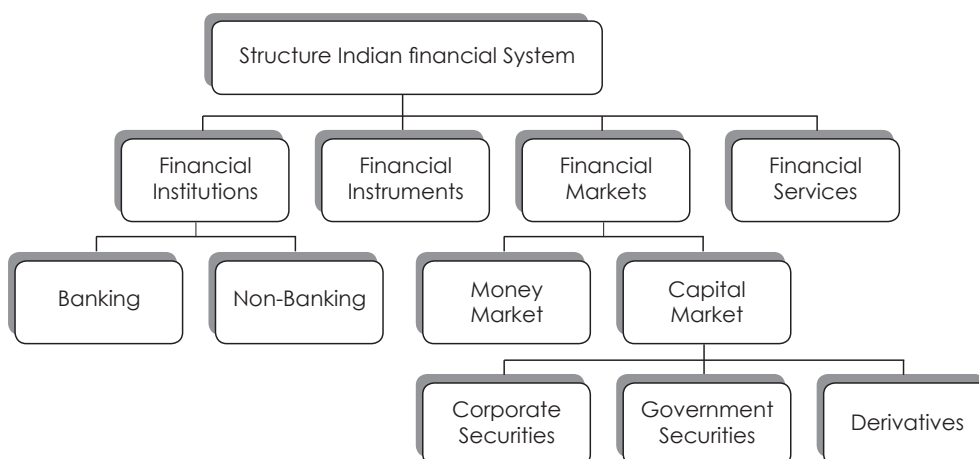 Structure Indian financial System
Financial
Institutions
Financial
Instruments
Financial
Markets
Financial
Services
Banking
Non-Banking
Money
Market
Capital
Market
Corporate
Securities
Government
Securities
Derivatives